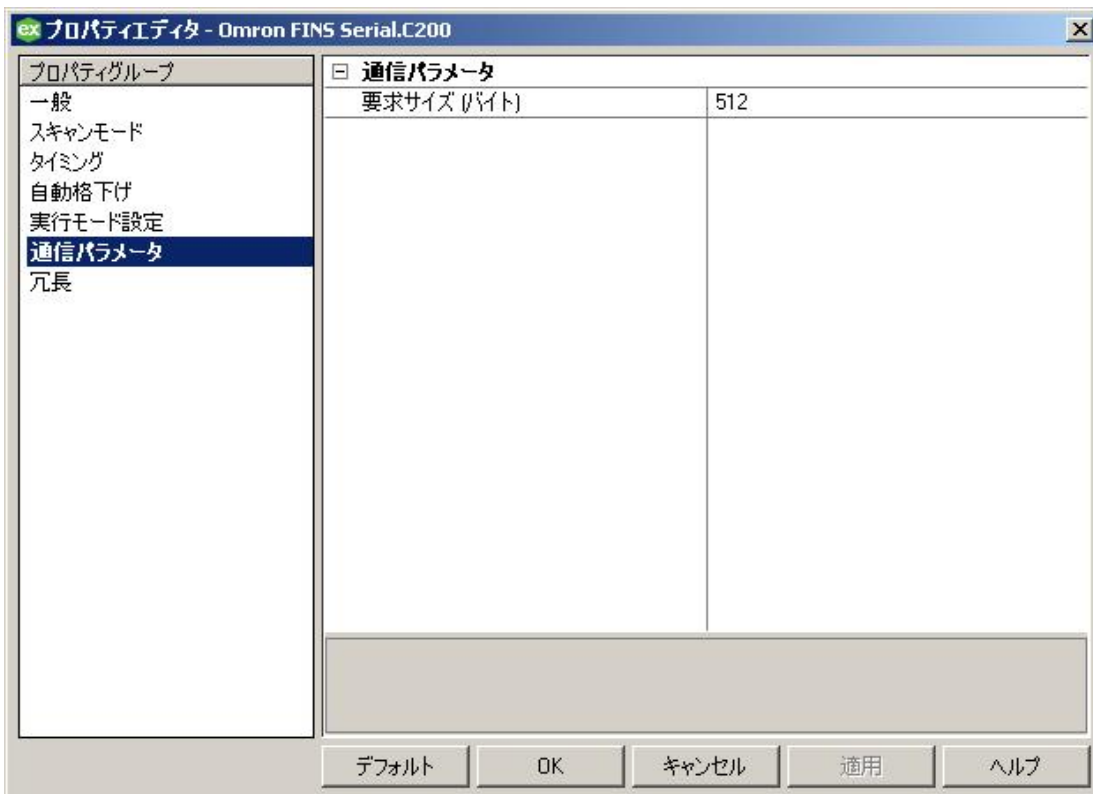 ex プロパティエディタ - Omron FINS Serial.C200
プロパティグループ
一般
スキャンモード
タイミング
自動格下げ
実行モード設定
通信パラメータ
冗長
通信パラメータ
要求サイズ (バイト) 512
デフォルト OK キャンセル 適用 ヘルプ